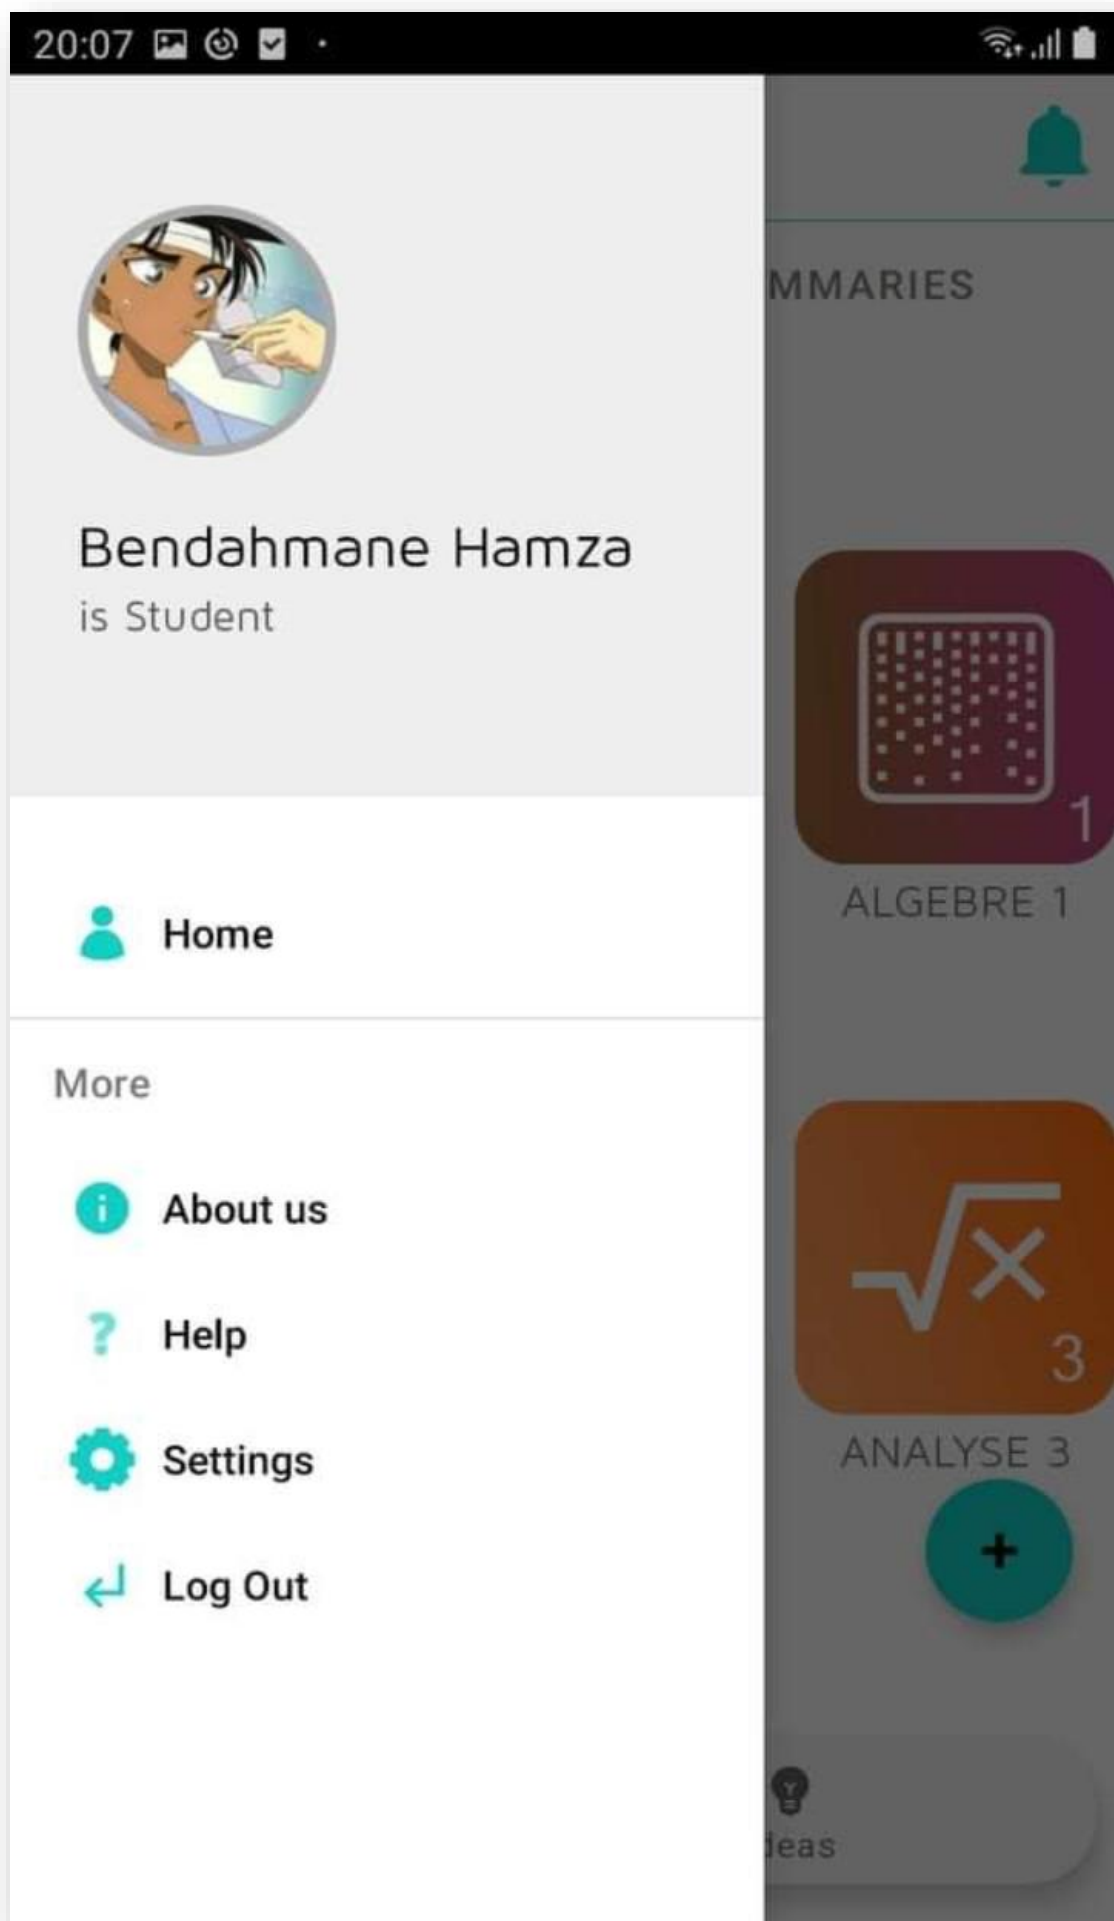 20:07
MMARIES
Bendahmane Hamza
is Student
1
ALGEBRE 1
Home
More
About us
Help
Settings
Log Out
3
ANALYSE 3
+
deas